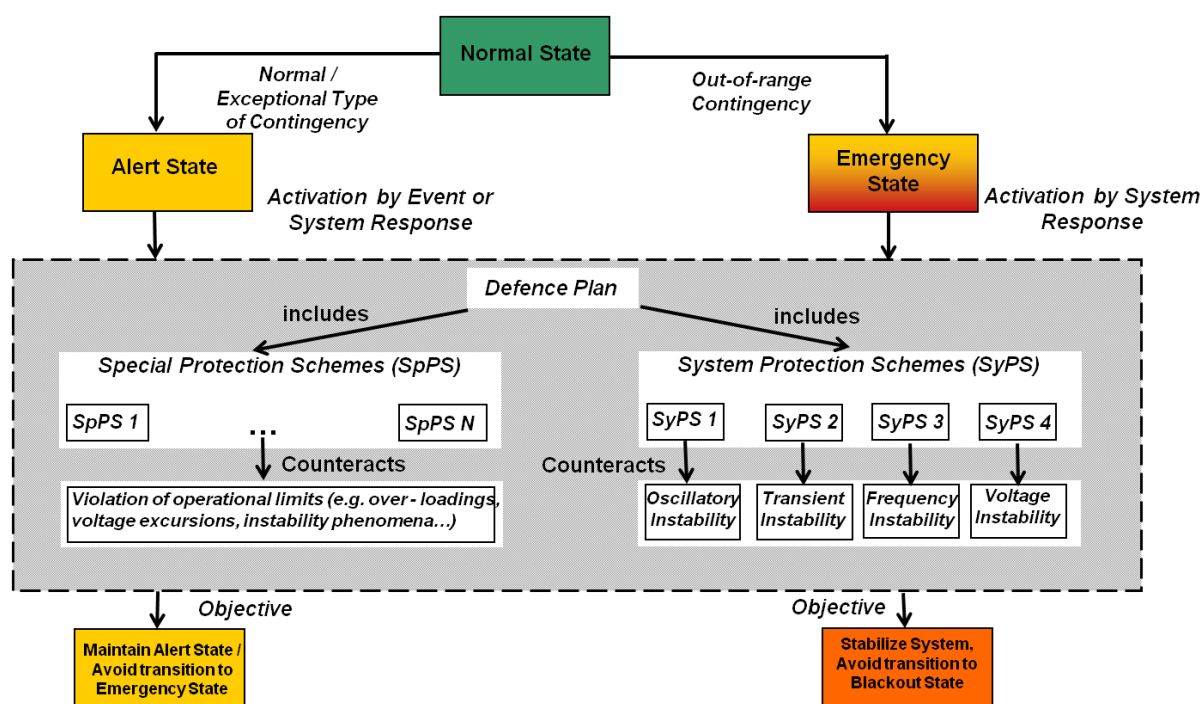 Normal State
Normal /
Exceptional Type
of Contingency
Out-of-range
Contingency
Alert State
Emergency
State
Activation by Event or
System Response
Activation by System
Response
Defence Plan
includes
includes
Special Protection Schemes (SpPS)
System Protection Schemes (SyPS)
SpPS 1
...
SpPS N
SyPS 1
SyPS 2
SyPS 3
SyPS 4
Counteracts
Counteracts
Violation of operational limits (e.g. over - loadings,
voltage excursions, instability phenomena…)
Oscillatory
Instability
Transient
Instability
Frequency
Instability
Voltage
Instability
Objective
Objective
Maintain Alert State /
Avoid transition to
Emergency State
Stabilize System,
Avoid transition to
Blackout State